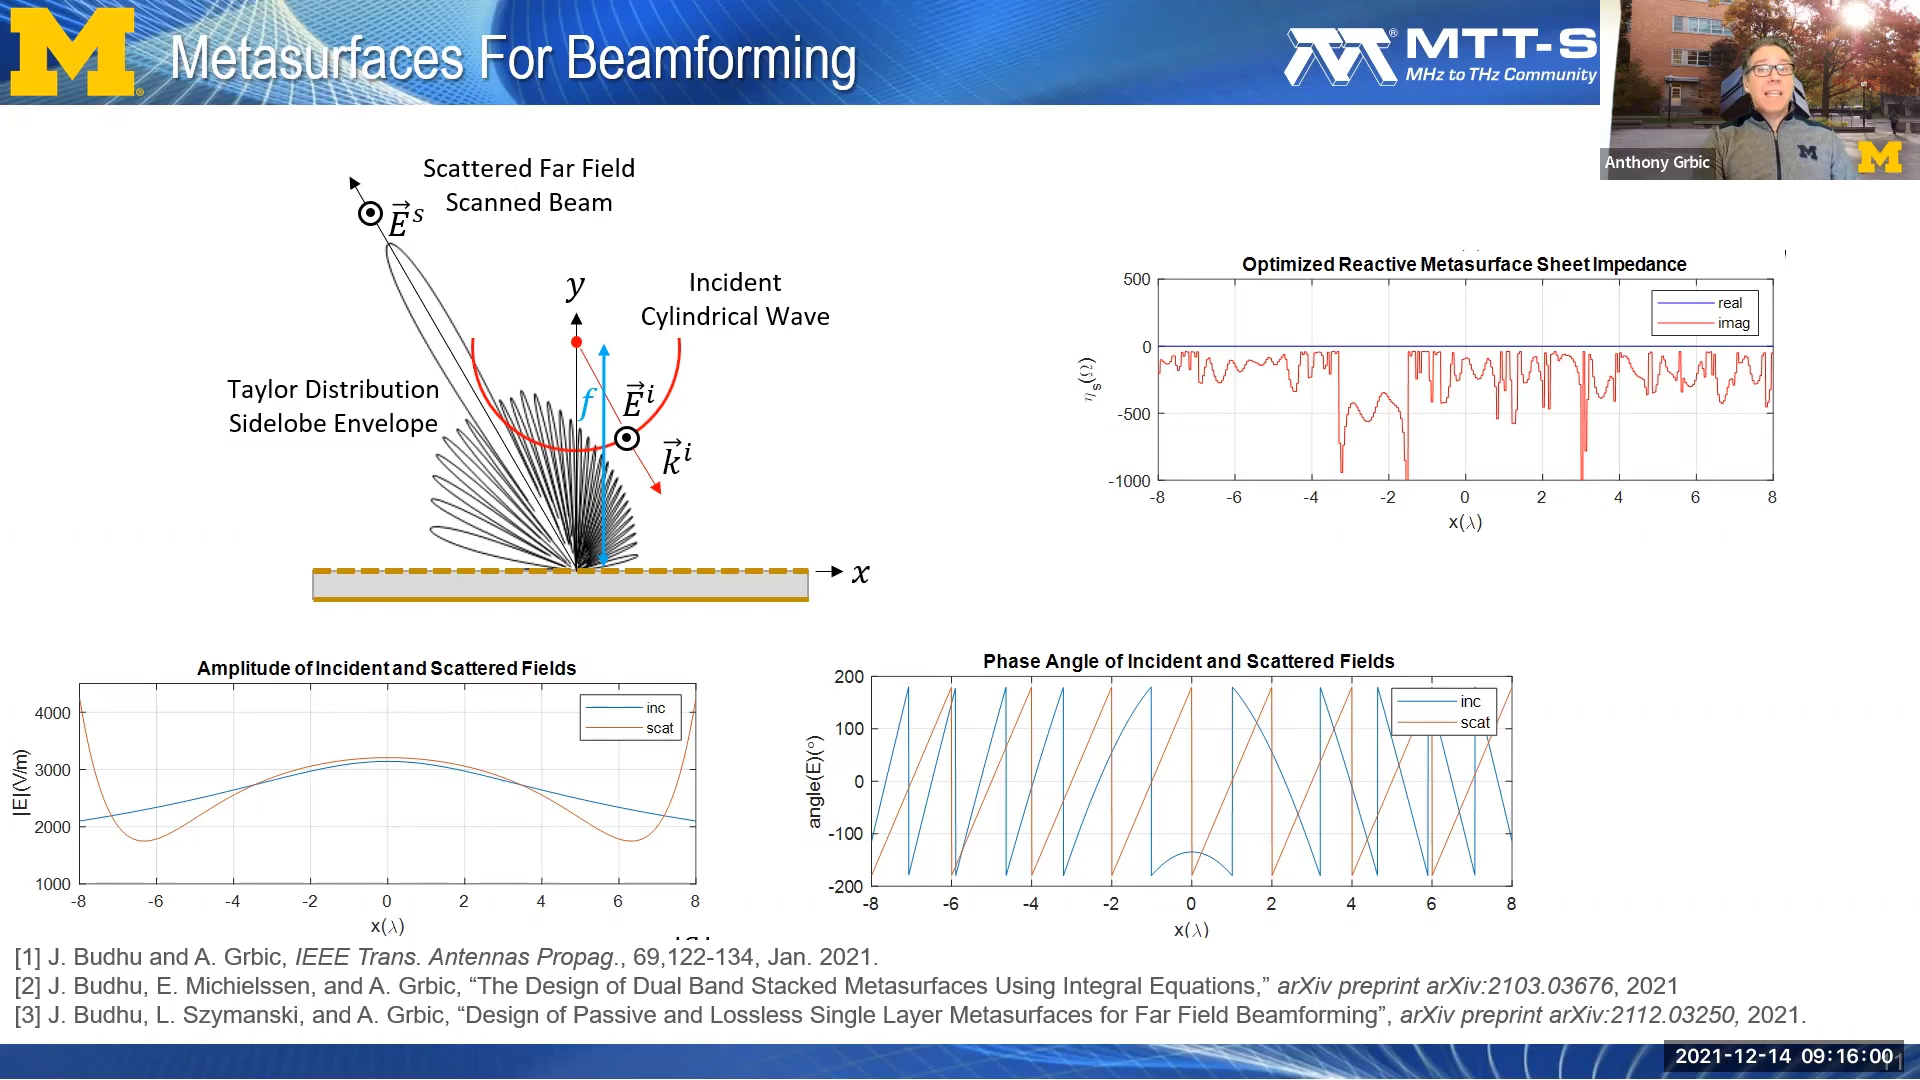 M
®
Metasurfaces For Beamforming
® MTT-S
MHz to THz Community
Anthony Grbic
M
M
Scattered Far Field
Scanned Beam
E⃗ˢ
y
Incident
Cylindrical Wave
Taylor Distribution
Sidelobe Envelope
f
E⃗ⁱ
k⃗ⁱ
x
Optimized Reactive Metasurface Sheet Impedance
500
0
-500
-1000
ηₛ(Ω)
real
imag
-8 -6 -4 -2 0 2 4 6 8
x(λ)
Amplitude of Incident and Scattered Fields
4000
3000
2000
1000
|E|(V/m)
inc
scat
-8 -6 -4 -2 0 2 4 6 8
x(λ)
Phase Angle of Incident and Scattered Fields
200
100
0
-100
-200
angle(E)(°)
inc
scat
-8 -6 -4 -2 0 2 4 6 8
x(λ)
[1] J. Budhu and A. Grbic, IEEE Trans. Antennas Propag., 69,122-134, Jan. 2021.
[2] J. Budhu, E. Michielssen, and A. Grbic, “The Design of Dual Band Stacked Metasurfaces Using Integral Equations,” arXiv preprint arXiv:2103.03676, 2021
[3] J. Budhu, L. Szymanski, and A. Grbic, “Design of Passive and Lossless Single Layer Metasurfaces for Far Field Beamforming”, arXiv preprint arXiv:2112.03250, 2021.
2021-12-14 09:16:00